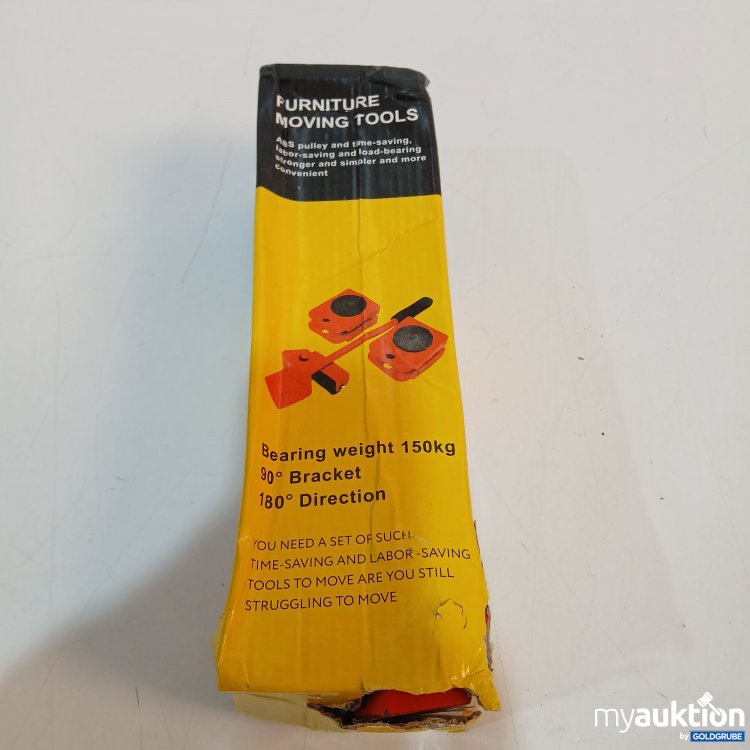 FURNITURE
MOVING TOOLS
ABS pulley and time-saving,
labor-saving and load-bearing
stronger and simpler and more
convenient
Bearing weight 150kg
90° Bracket
180° Direction
YOU NEED A SET OF SUCH
TIME-SAVING AND LABOR-SAVING
TOOLS TO MOVE ARE YOU STILL
STRUGGLING TO MOVE
myauktion
by GOLDGRUBE